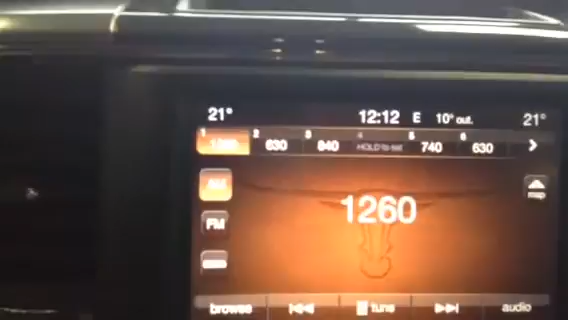 21° 12:12 E 10° out. 21°
1 1260 2 630 3 840 4 HOLD to set 5 740 6 630
AM
1260
map
FM
browse tune audio